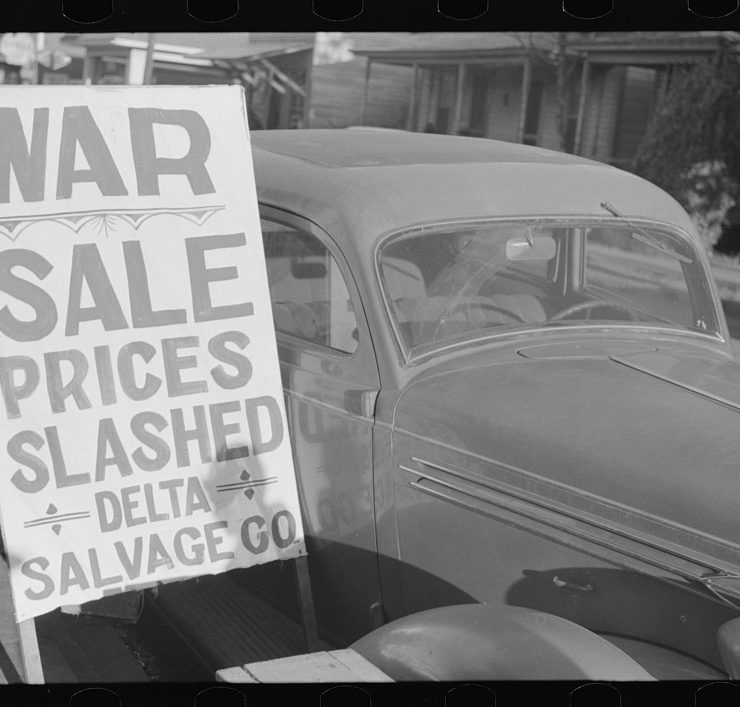 WAR
SALE
PRICES
SLASHED
DELTA
SALVAGE CO.